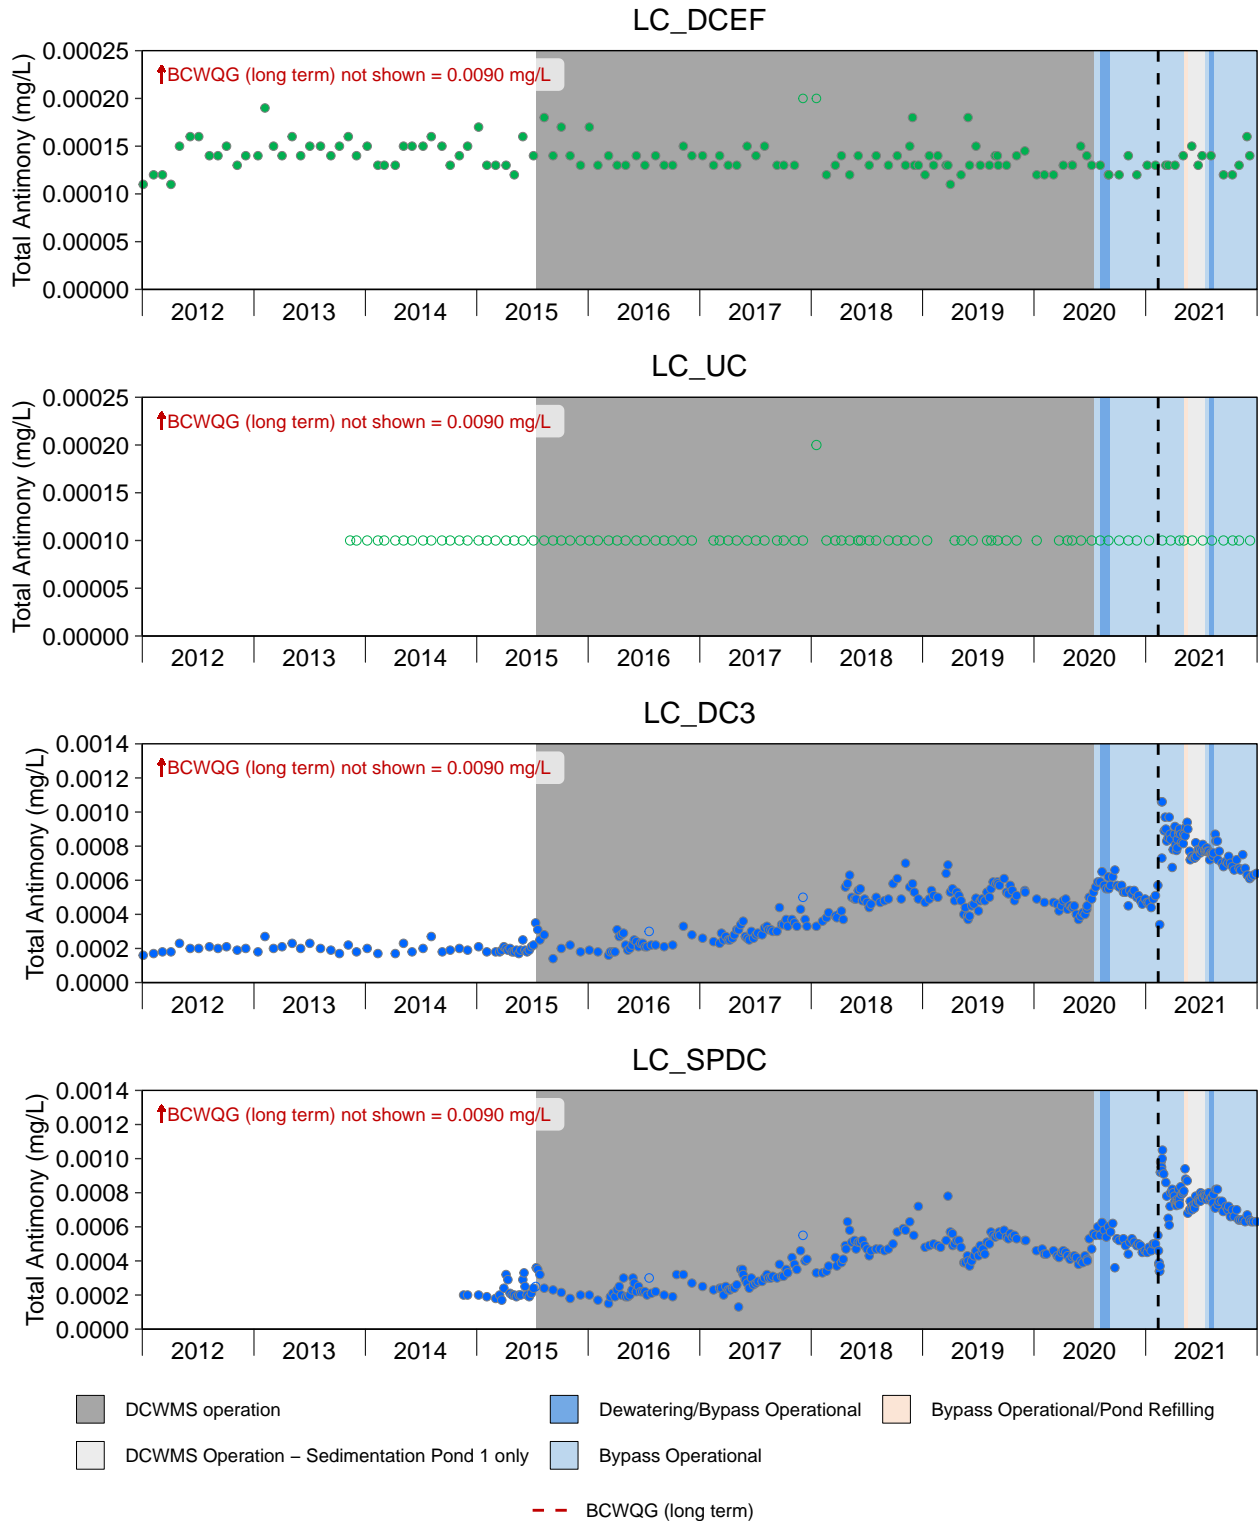 LC_DCEF
Total Antimony (mg/L)
0.00025
0.00020
0.00015
0.00010
0.00005
0.00000
BCWQG (long term) not shown = 0.0090 mg/L
2012 2013 2014 2015 2016 2017 2018 2019 2020 2021
LC_UC
Total Antimony (mg/L)
0.00025
0.00020
0.00015
0.00010
0.00005
0.00000
BCWQG (long term) not shown = 0.0090 mg/L
2012 2013 2014 2015 2016 2017 2018 2019 2020 2021
LC_DC3
Total Antimony (mg/L)
0.0014
0.0012
0.0010
0.0008
0.0006
0.0004
0.0002
0.0000
BCWQG (long term) not shown = 0.0090 mg/L
2012 2013 2014 2015 2016 2017 2018 2019 2020 2021
LC_SPDC
Total Antimony (mg/L)
0.0014
0.0012
0.0010
0.0008
0.0006
0.0004
0.0002
0.0000
BCWQG (long term) not shown = 0.0090 mg/L
2012 2013 2014 2015 2016 2017 2018 2019 2020 2021
DCWMS operation
Dewatering/Bypass Operational
Bypass Operational/Pond Refilling
DCWMS Operation – Sedimentation Pond 1 only
Bypass Operational
BCWQG (long term)